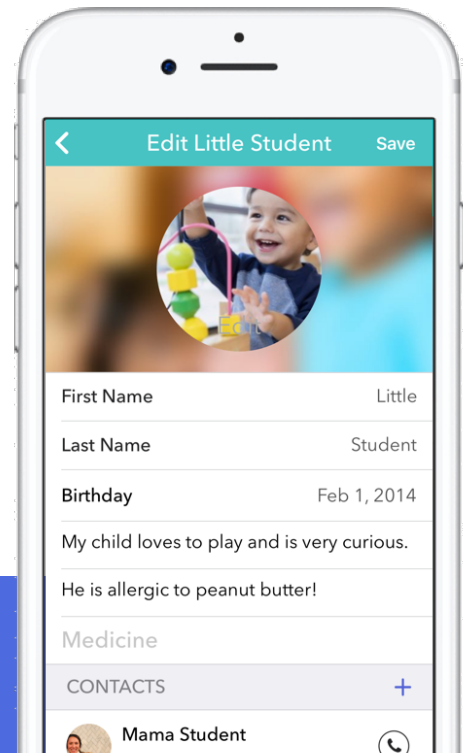 Edit Little Student Save
Edit
First Name Little
Last Name Student
Birthday Feb 1, 2014
My child loves to play and is very curious.
He is allergic to peanut butter!
Medicine
CONTACTS +
Mama Student